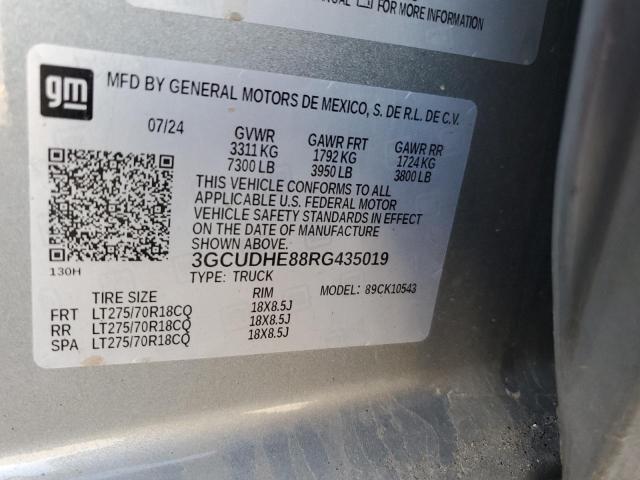 FOR MORE INFORMATION
gm
MFD BY GENERAL MOTORS DE MEXICO, S. DE R.L. DE C.V.
07/24
GVWR
3311 KG
7300 LB
GAWR FRT
1792 KG
3950 LB
GAWR RR
1724 KG
3800 LB
THIS VEHICLE CONFORMS TO ALL
APPLICABLE U.S. FEDERAL MOTOR
VEHICLE SAFETY STANDARDS IN EFFECT
ON THE DATE OF MANUFACTURE
SHOWN ABOVE.
130H
3GCUDHE88RG435019
TYPE: TRUCK
MODEL: 89CK10543
TIRE SIZE RIM
FRT LT275/70R18CQ 18X8.5J
RR LT275/70R18CQ 18X8.5J
SPA LT275/70R18CQ 18X8.5J